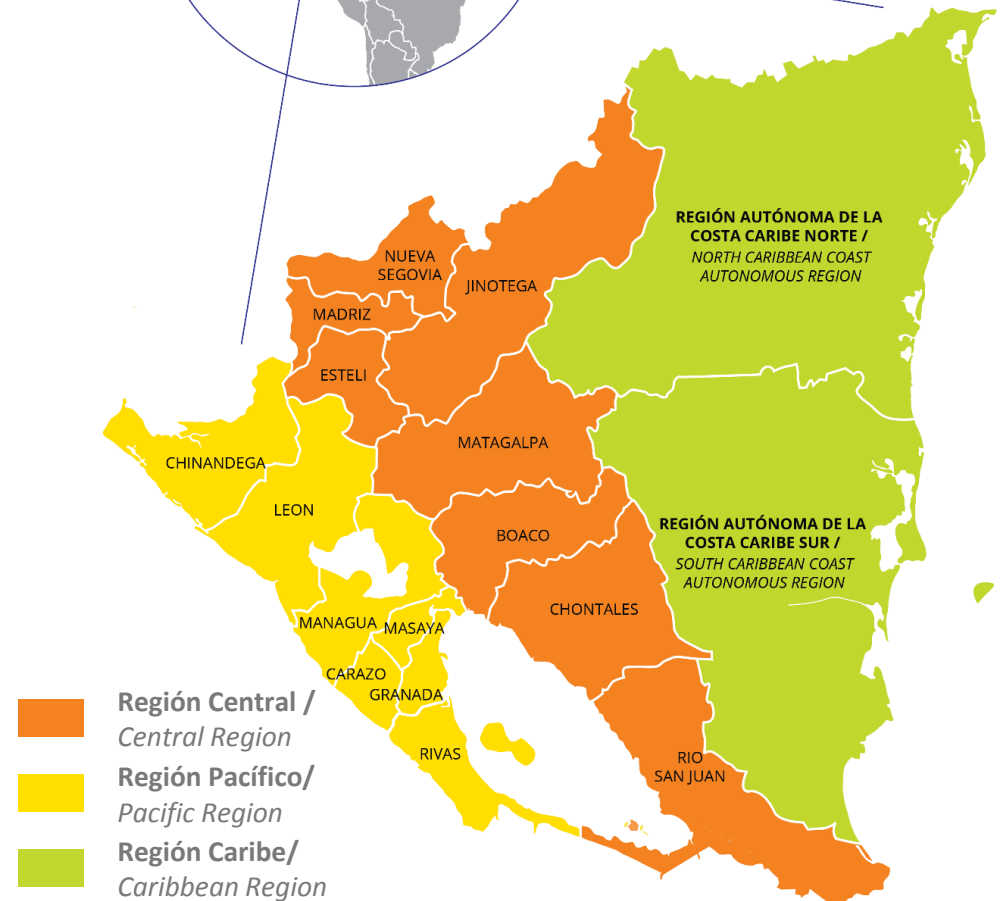 REGIÓN AUTÓNOMA DE LA
COSTA CARIBE NORTE /
NORTH CARIBBEAN COAST
AUTONOMOUS REGION
NUEVA
SEGOVIA
JINOTEGA
MADRIZ
ESTELI
CHINANDEGA
MATAGALPA
LEON
BOACO
REGIÓN AUTÓNOMA DE LA
COSTA CARIBE SUR /
SOUTH CARIBBEAN COAST
AUTONOMOUS REGION
CHONTALES
MANAGUA
MASAYA
CARAZO
GRANADA
RIVAS
RIO
SAN JUAN
Región Central /
Central Region
Región Pacífico/
Pacific Region
Región Caribe/
Caribbean Region